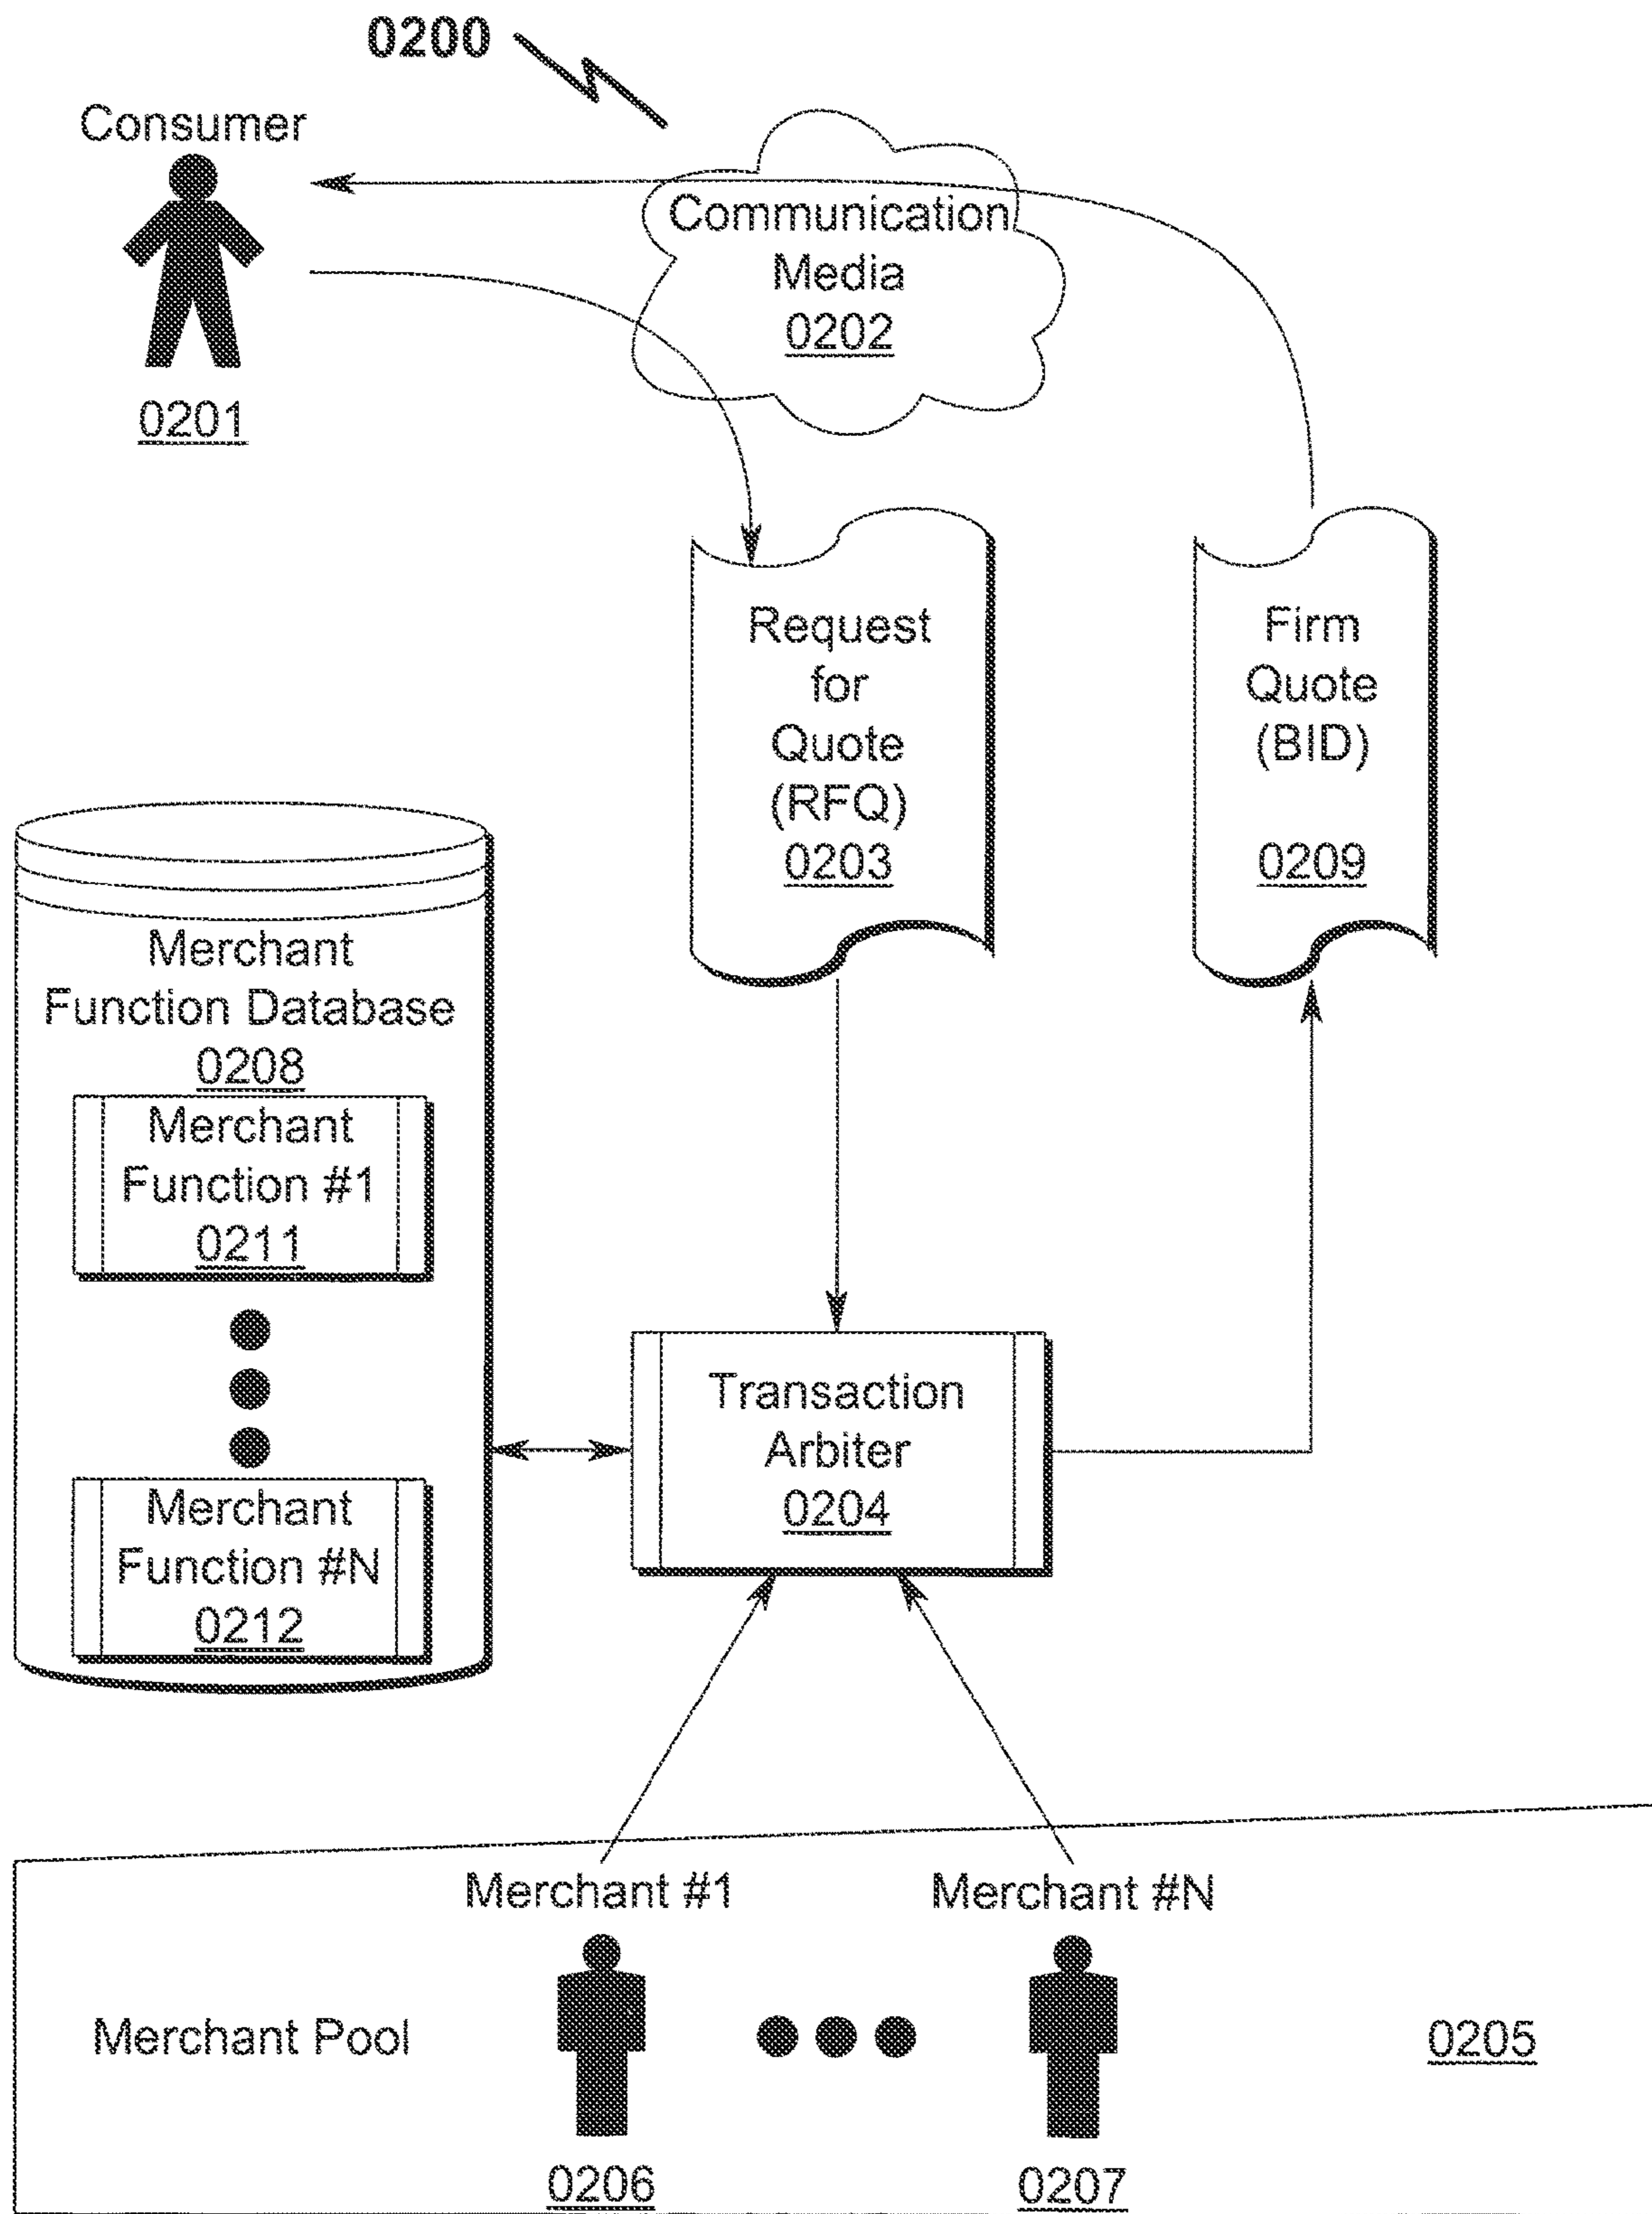 0200
Consumer
0201
Communication
Media
0202
Request
for
Quote
(RFQ)
0203
Firm
Quote
(BID)
0209
Merchant
Function Database
0208
Merchant
Function #1
0211
Merchant
Function #N
0212
Transaction
Arbiter
0204
Merchant #1
Merchant #N
Merchant Pool
0205
0206
0207